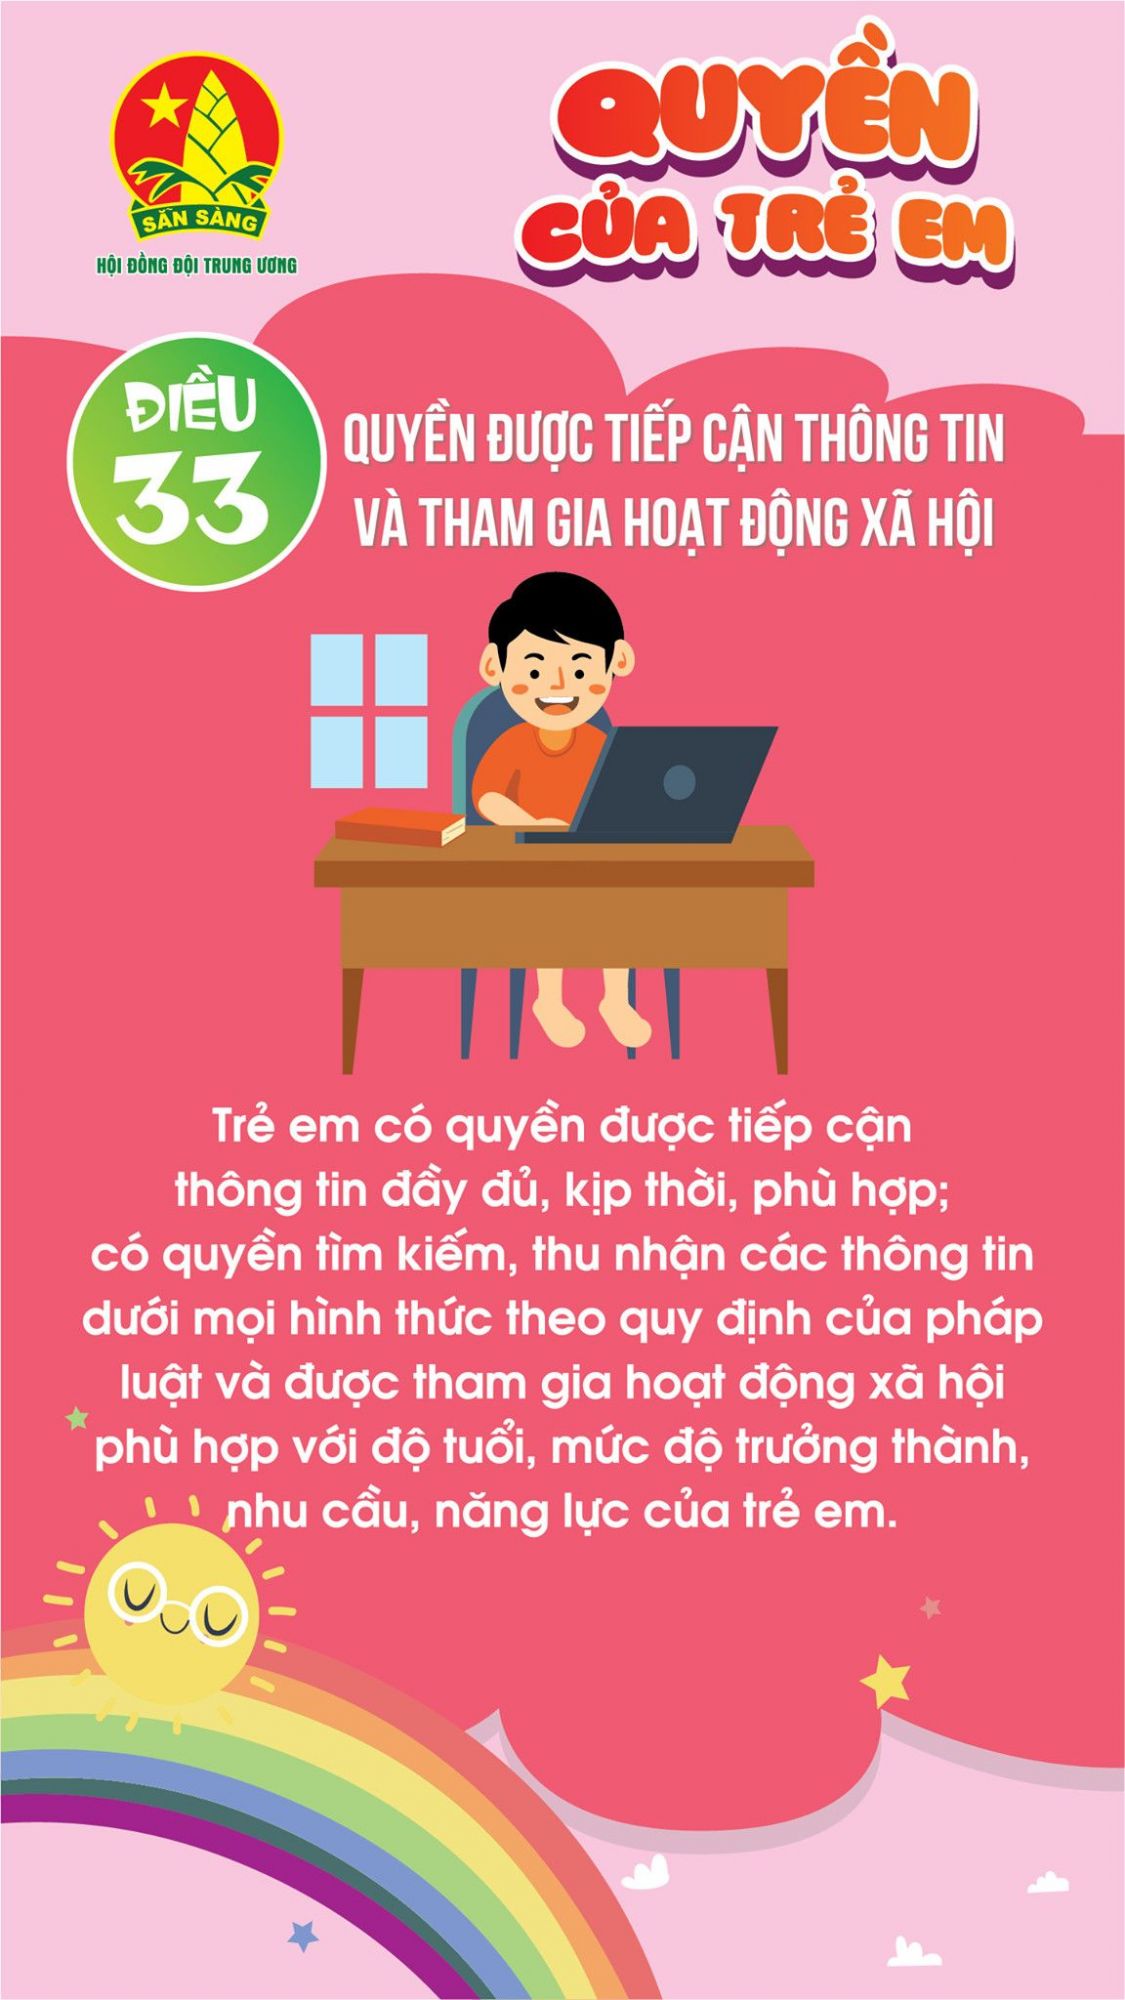 SẴN SÀNG
HỘI ĐỒNG ĐỘI TRUNG ƯƠNG
QUYỀN
CỦA TRẺ EM
ĐIỀU
33
QUYỀN ĐƯỢC TIẾP CẬN THÔNG TIN
VÀ THAM GIA HOẠT ĐỘNG XÃ HỘI
Trẻ em có quyền được tiếp cận
thông tin đầy đủ, kịp thời, phù hợp;
có quyền tìm kiếm, thu nhận các thông tin
dưới mọi hình thức theo quy định của pháp
luật và được tham gia hoạt động xã hội
phù hợp với độ tuổi, mức độ trưởng thành,
nhu cầu, năng lực của trẻ em.